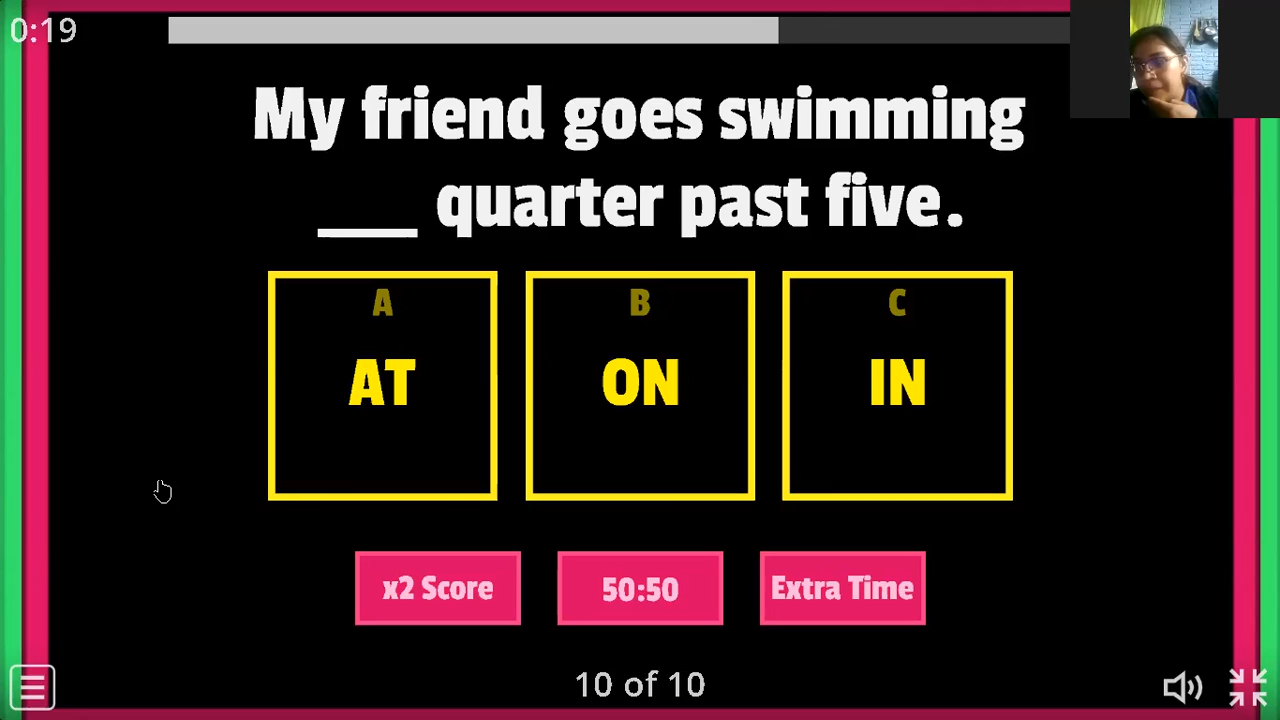 0:19
My friend goes swimming
___ quarter past five.
A
AT
B
ON
C
IN
x2 Score
50:50
Extra Time
10 of 10